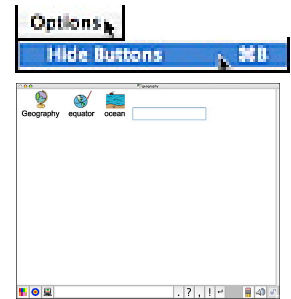 Options
Hide Buttons ⌘B
Geography equator ocean
. ? , ! ↵